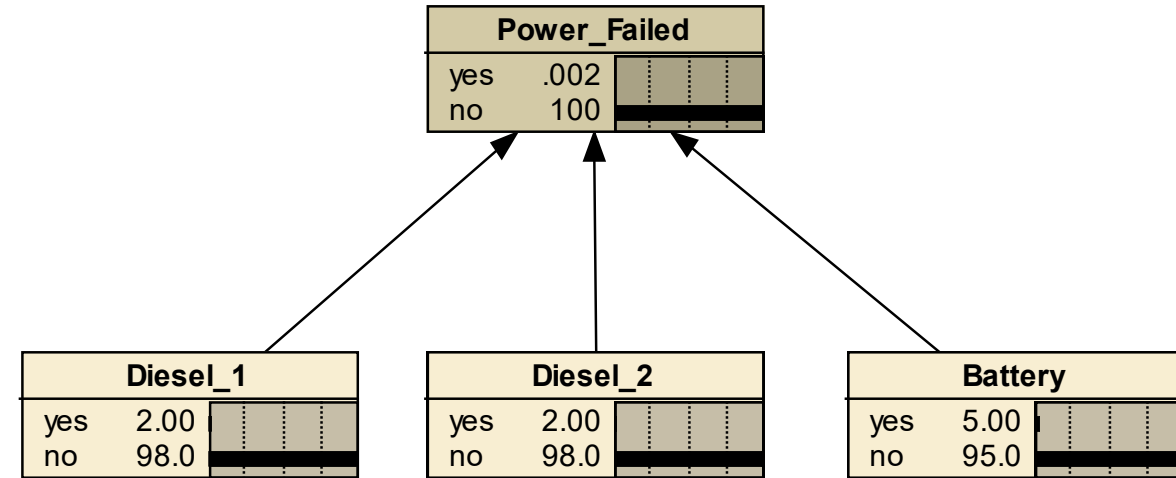 Power_Failed
yes .002
no 100
Diesel_1
yes 2.00
no 98.0
Diesel_2
yes 2.00
no 98.0
Battery
yes 5.00
no 95.0